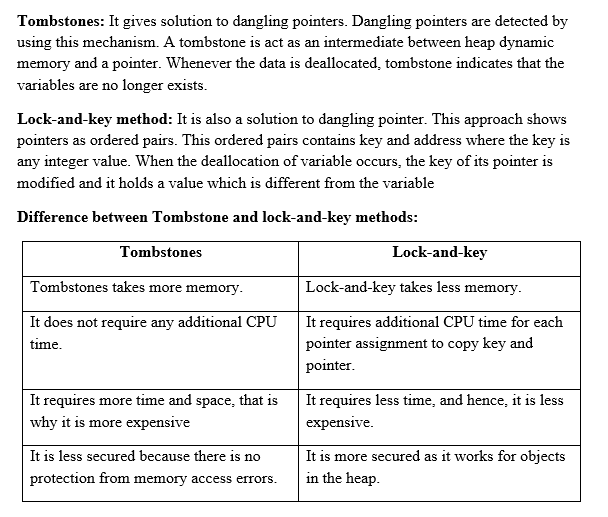 Tombstones: It gives solution to dangling pointers. Dangling pointers are detected by
using this mechanism. A tombstone is act as an intermediate between heap dynamic
memory and a pointer. Whenever the data is deallocated, tombstone indicates that the
variables are no longer exists.
Lock-and-key method: It is also a solution to dangling pointer. This approach shows
pointers as ordered pairs. This ordered pairs contains key and address where the key is
any integer value. When the deallocation of variable occurs, the key of its pointer is
modified and it holds a value which is different from the variable
Difference between Tombstone and lock-and-key methods:
Tombstones
Lock-and-key
Tombstones takes more memory.
Lock-and-key takes less memory.
It does not require any additional CPU
time.
It requires additional CPU time for each
pointer assignment to copy key and
pointer.
It requires more time and space, that is
why it is more expensive
It requires less time, and hence, it is less
expensive.
It is less secured because there is no
protection from memory access errors.
It is more secured as it works for objects
in the heap.